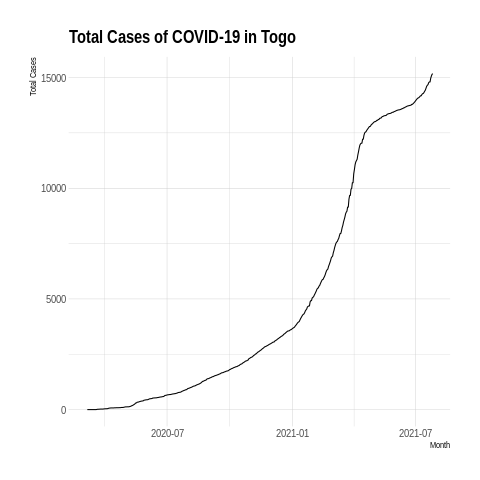 Total Cases of COVID-19 in Togo
Total Cases
15000
10000
5000
0
2020-07
2021-01
2021-07
Month